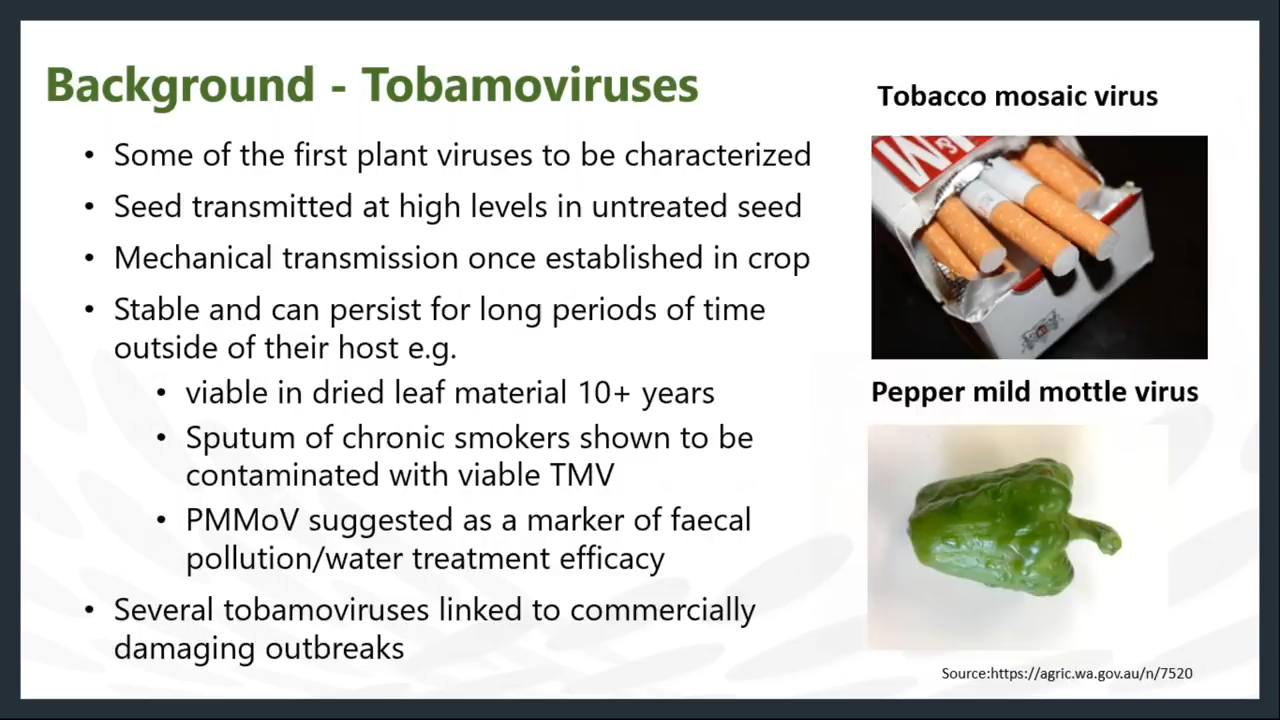 Background - Tobamoviruses
• Some of the first plant viruses to be characterized
• Seed transmitted at high levels in untreated seed
• Mechanical transmission once established in crop
• Stable and can persist for long periods of time
outside of their host e.g.
• viable in dried leaf material 10+ years
• Sputum of chronic smokers shown to be
contaminated with viable TMV
• PMMoV suggested as a marker of faecal
pollution/water treatment efficacy
• Several tobamoviruses linked to commercially
damaging outbreaks
Tobacco mosaic virus
Pepper mild mottle virus
Source:https://agric.wa.gov.au/n/7520